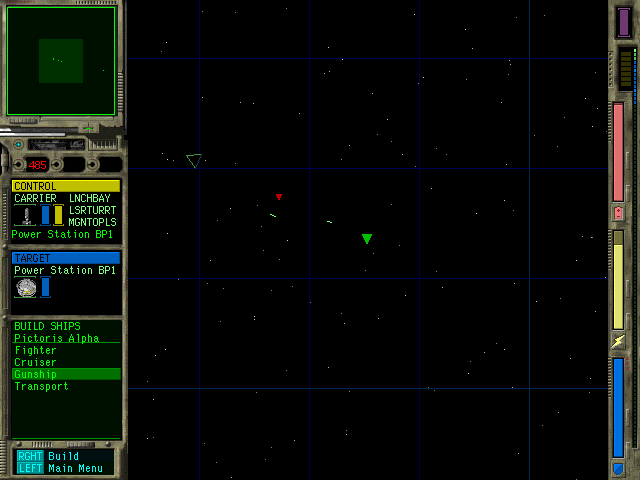 485
CONTROL
CARRIER LNCHBAY
LSRTURRT
MGNTOPLS
Power Station BP1
TARGET
Power Station BP1
BUILD SHIPS
Pictoris Alpha
Fighter
Cruiser
Gunship
Transport
RGHT Build
LEFT Main Menu